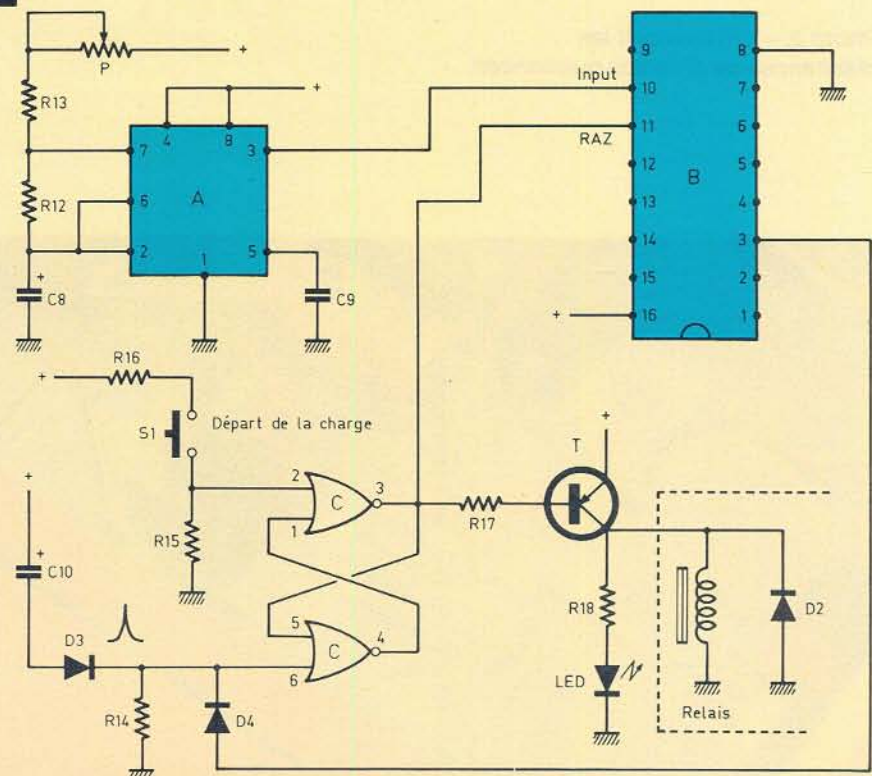 P
+
R13
4
8
+
7
3
A
6
R12
2
1
5
+
C8
C9
9
8
Input
10
7
11
6
RAZ
12
5
B
13
4
14
3
15
2
+
16
1
R16
+
S1
Départ de la charge
2
3
C
1
R15
R17
T
+
+
+
C10
5
4
C
6
D3
R14
D4
R18
LED
D2
Relais